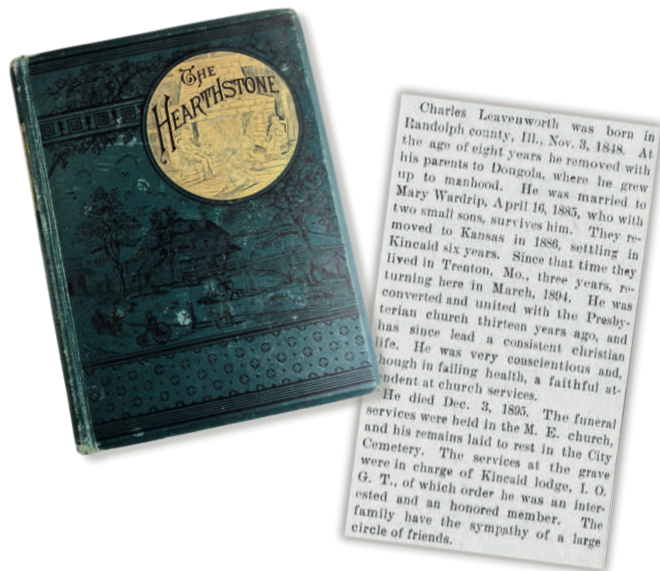 THE
HEARTHSTONE
Charles Leavenworth was born in
Randolph county, Ill., Nov. 3, 1848. At
the age of eight years he removed with
his parents to Dongola, where he grew
up to manhood. He was married to
Mary Wardrip, April 16, 1885, who with
two small sons, survives him. They re-
moved to Kansas in 1886, settling in
Kincaid six years. Since that time they
lived in Trenton, Mo., three years, re-
turning here in March, 1894. He was
converted and united with the Presby-
terian church thirteen years ago, and
has since lead a consistent christian
life. He was very conscientious and,
hough in failing health, a faithful at-
ndent at church services.
He died Dec. 3, 1895. The funeral
services were held in the M. E. church,
and his remains laid to rest in the City
Cemetery. The services at the grave
were in charge of Kincaid lodge, I. O.
G. T., of which order he was an inter-
ested and an honored member. The
family have the sympathy of a large
circle of friends.